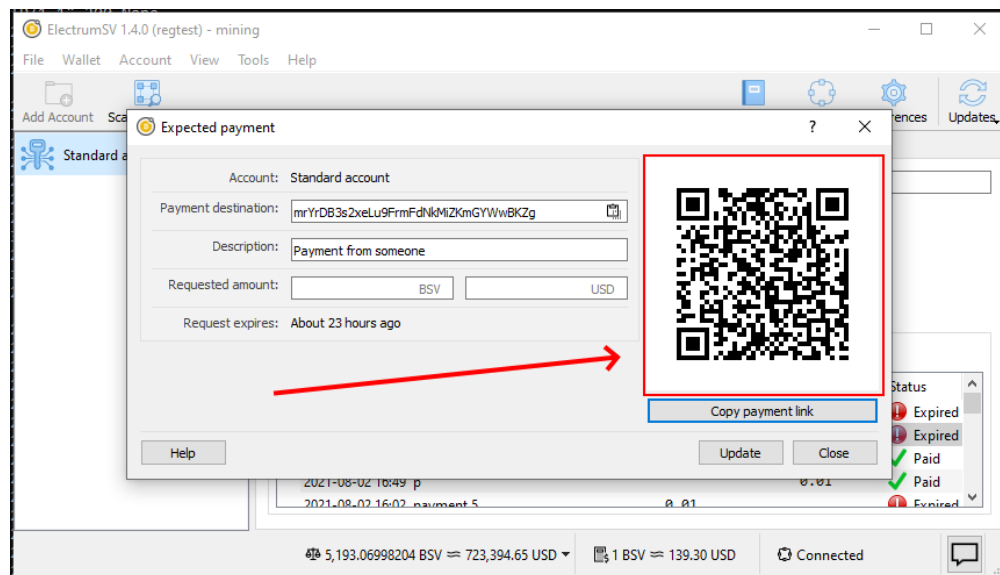 ElectrumSV 1.4.0 (regtest) - mining
File Wallet Account View Tools Help
Add Account
Updates
Standard
Expected payment
?
Account: Standard account
Payment destination: mrYrDB3s2xeLu9FrmFdNkMiZKmGYWwBKZg
Description: Payment from someone
Requested amount: BSV USD
Request expires: About 23 hours ago
Copy payment link
Help Update Close
Status
Expired
Expired
Paid
2021-08-02 16:49 p 0.01 Paid
2021-08-02 16:02 payment 5 0.01 Expired
5,193.06998204 BSV ≈ 723,394.65 USD
1 BSV ≈ 139.30 USD
Connected